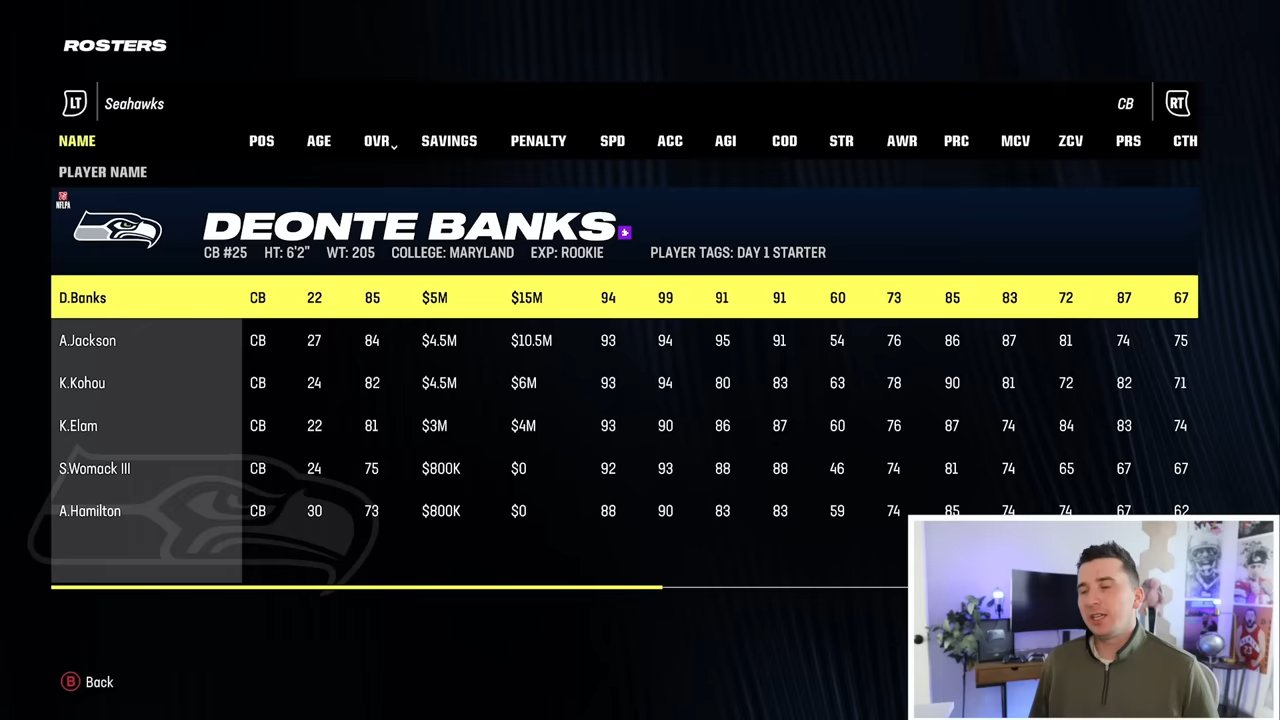 ROSTERS
LT Seahawks CB RT
NAME POS AGE OVR SAVINGS PENALTY SPD ACC AGI COD STR AWR PRC MCV ZCV PRS CTH
PLAYER NAME
NFLPA
DEONTE BANKS
CB #25 HT: 6'2" WT: 205 COLLEGE: MARYLAND EXP: ROOKIE PLAYER TAGS: DAY 1 STARTER
D.Banks CB 22 85 $5M $15M 94 99 91 91 60 73 85 83 72 87 67
A.Jackson CB 27 84 $4.5M $10.5M 93 94 95 91 54 76 86 87 81 74 75
K.Kohou CB 24 82 $4.5M $6M 93 94 80 83 63 78 90 81 72 82 71
K.Elam CB 22 81 $3M $4M 93 90 86 87 60 76 87 74 84 83 74
S.Womack III CB 24 75 $800K $0 92 93 88 88 46 74 81 74 65 67 67
A.Hamilton CB 30 73 $800K $0 88 90 83 83 59 74 85 74 74 67 62
B Back